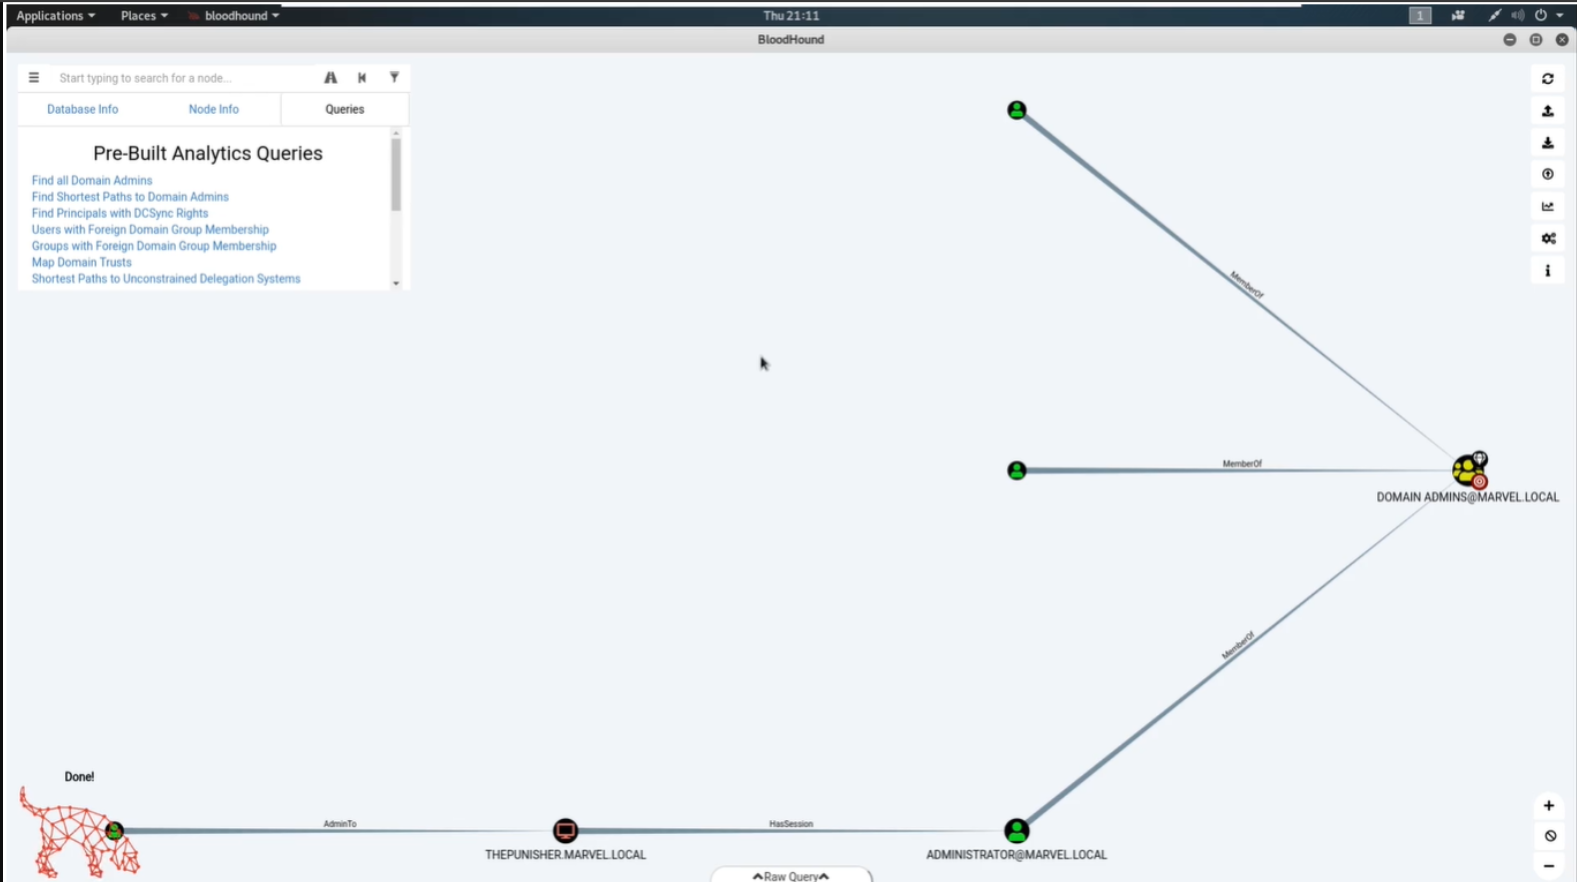 Applications Places bloodhound Thu 21:11 1
BloodHound
Start typing to search for a node...
Database Info Node Info Queries
Pre-Built Analytics Queries
Find all Domain Admins
Find Shortest Paths to Domain Admins
Find Principals with DCSync Rights
Users with Foreign Domain Group Membership
Groups with Foreign Domain Group Membership
Map Domain Trusts
Shortest Paths to Unconstrained Delegation Systems
MemberOf
MemberOf
DOMAIN ADMINS@MARVEL.LOCAL
MemberOf
Done!
AdminTo
HasSession
THEPUNISHER.MARVEL.LOCAL
ADMINISTRATOR@MARVEL.LOCAL
Raw Query